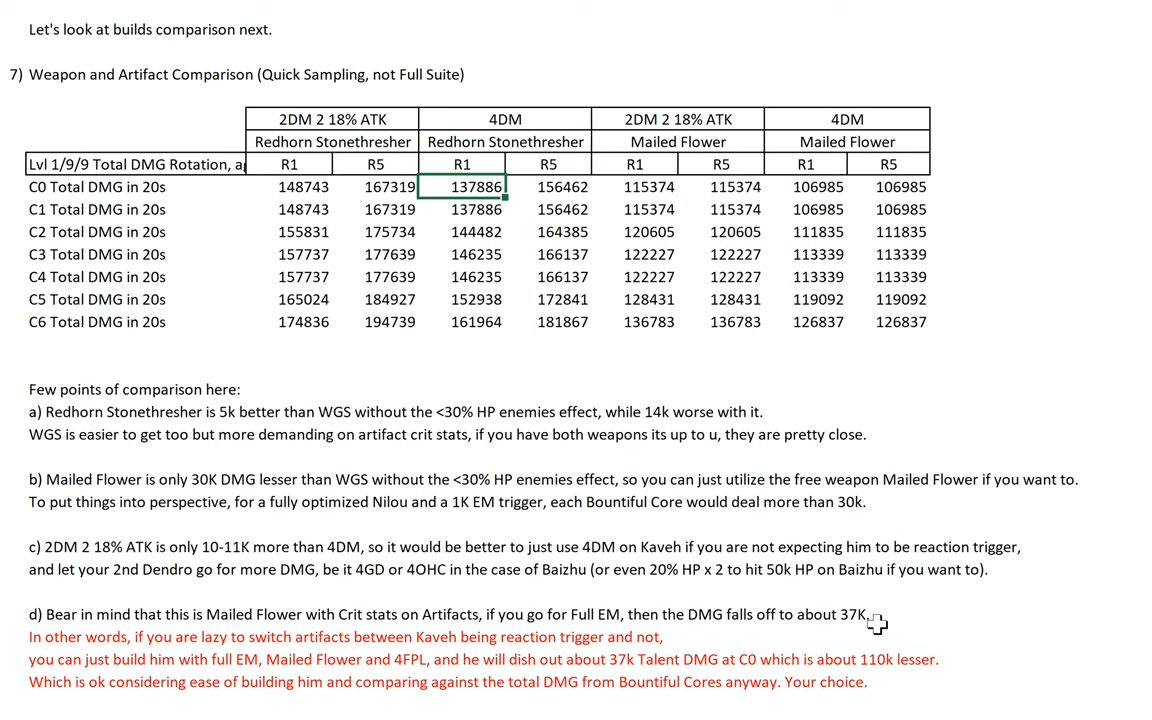 Let's look at builds comparison next.
7) Weapon and Artifact Comparison (Quick Sampling, not Full Suite)
2DM 2 18% ATK 4DM 2DM 2 18% ATK 4DM
Redhorn Stonethresher Redhorn Stonethresher Mailed Flower Mailed Flower
Lvl 1/9/9 Total DMG Rotation, R1 R5 R1 R5 R1 R5 R1 R5
C0 Total DMG in 20s 148743 167319 137886 156462 115374 115374 106985 106985
C1 Total DMG in 20s 148743 167319 137886 156462 115374 115374 106985 106985
C2 Total DMG in 20s 155831 175734 144482 164385 120605 120605 111835 111835
C3 Total DMG in 20s 157737 177639 146235 166137 122227 122227 113339 113339
C4 Total DMG in 20s 157737 177639 146235 166137 122227 122227 113339 113339
C5 Total DMG in 20s 165024 184927 152938 172841 128431 128431 119092 119092
C6 Total DMG in 20s 174836 194739 161964 181867 136783 136783 126837 126837
Few points of comparison here:
a) Redhorn Stonethresher is 5k better than WGS without the <30% HP enemies effect, while 14k worse with it.
WGS is easier to get too but more demanding on artifact crit stats, if you have both weapons its up to u, they are pretty close.
b) Mailed Flower is only 30K DMG lesser than WGS without the <30% HP enemies effect, so you can just utilize the free weapon Mailed Flower if you want to.
To put things into perspective, for a fully optimized Nilou and a 1K EM trigger, each Bountiful Core would deal more than 30k.
c) 2DM 2 18% ATK is only 10-11K more than 4DM, so it would be better to just use 4DM on Kaveh if you are not expecting him to be reaction trigger,
and let your 2nd Dendro go for more DMG, be it 4GD or 4OHC in the case of Baizhu (or even 20% HP x 2 to hit 50k HP on Baizhu if you want to).
d) Bear in mind that this is Mailed Flower with Crit stats on Artifacts, if you go for Full EM, then the DMG falls off to about 37K.
In other words, if you are lazy to switch artifacts between Kaveh being reaction trigger and not,
you can just build him with full EM, Mailed Flower and 4FPL, and he will dish out about 37k Talent DMG at C0 which is about 110k lesser.
Which is ok considering ease of building him and comparing against the total DMG from Bountiful Cores anyway. Your choice.